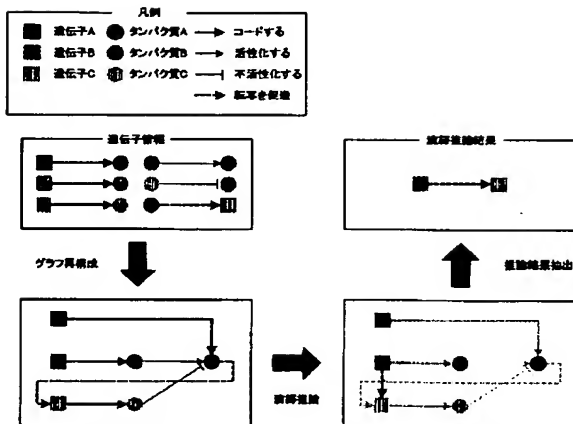 凡例
遺伝子A タンパク質A コードする
遺伝子B タンパク質B 活性化する
遺伝子C タンパク質C 不活性化する
転写を促進
遺伝子情報
演繹推論結果
グラフ再構成
推論結果抽出
演繹推論